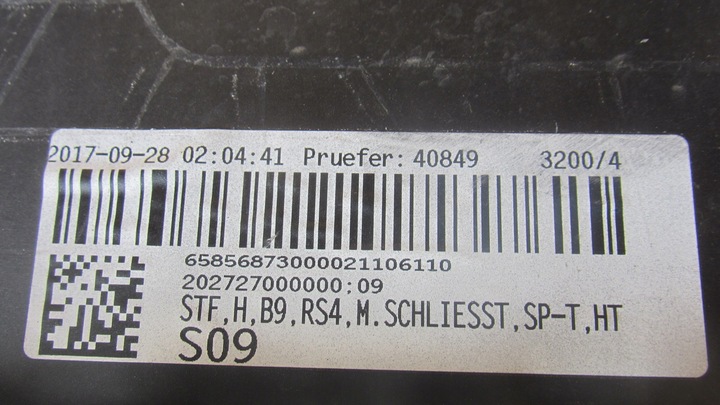 2017-09-28 02:04:41 Pruefer: 40849 3200/4
65856873000021106110
202727000000:09
STF,H,B9,RS4,M.SCHLIESST,SP-T,HT
S09